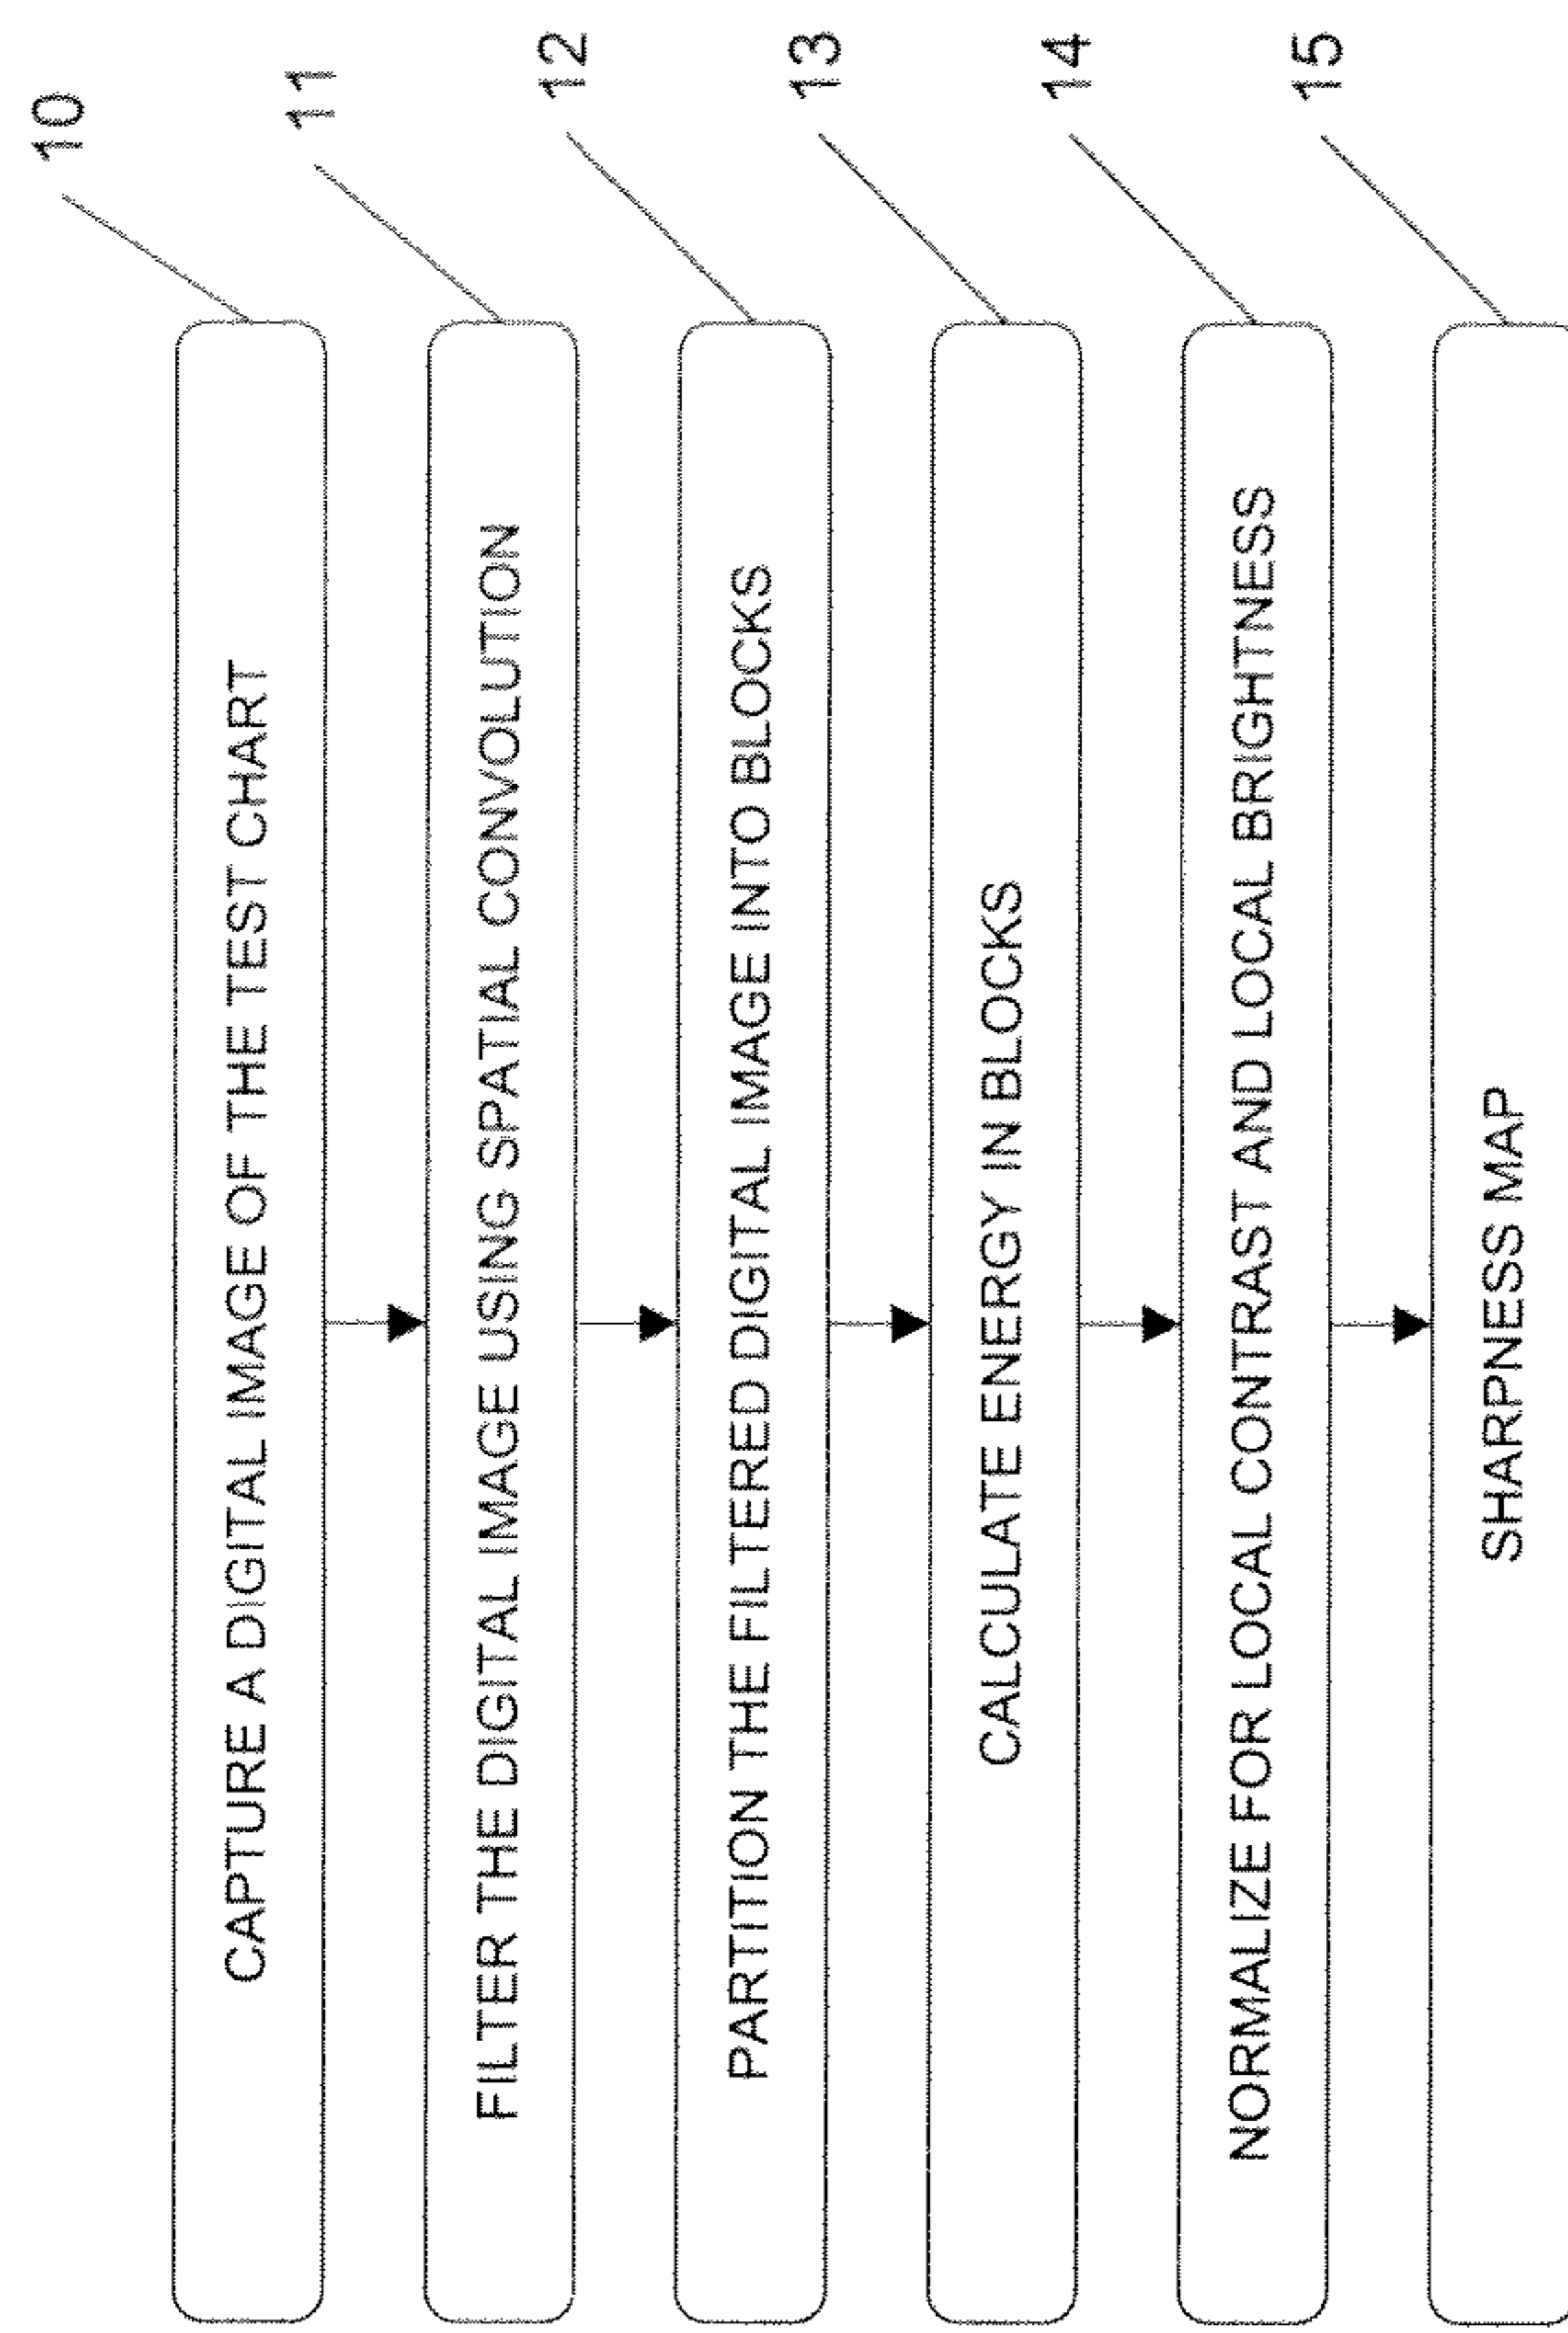 10
CAPTURE A DIGITAL IMAGE OF THE TEST CHART
11
FILTER THE DIGITAL IMAGE USING SPATIAL CONVOLUTION
12
PARTITION THE FILTERED DIGITAL IMAGE INTO BLOCKS
13
CALCULATE ENERGY IN BLOCKS
14
NORMALIZE FOR LOCAL CONTRAST AND LOCAL BRIGHTNESS
15
SHARPNESS MAP